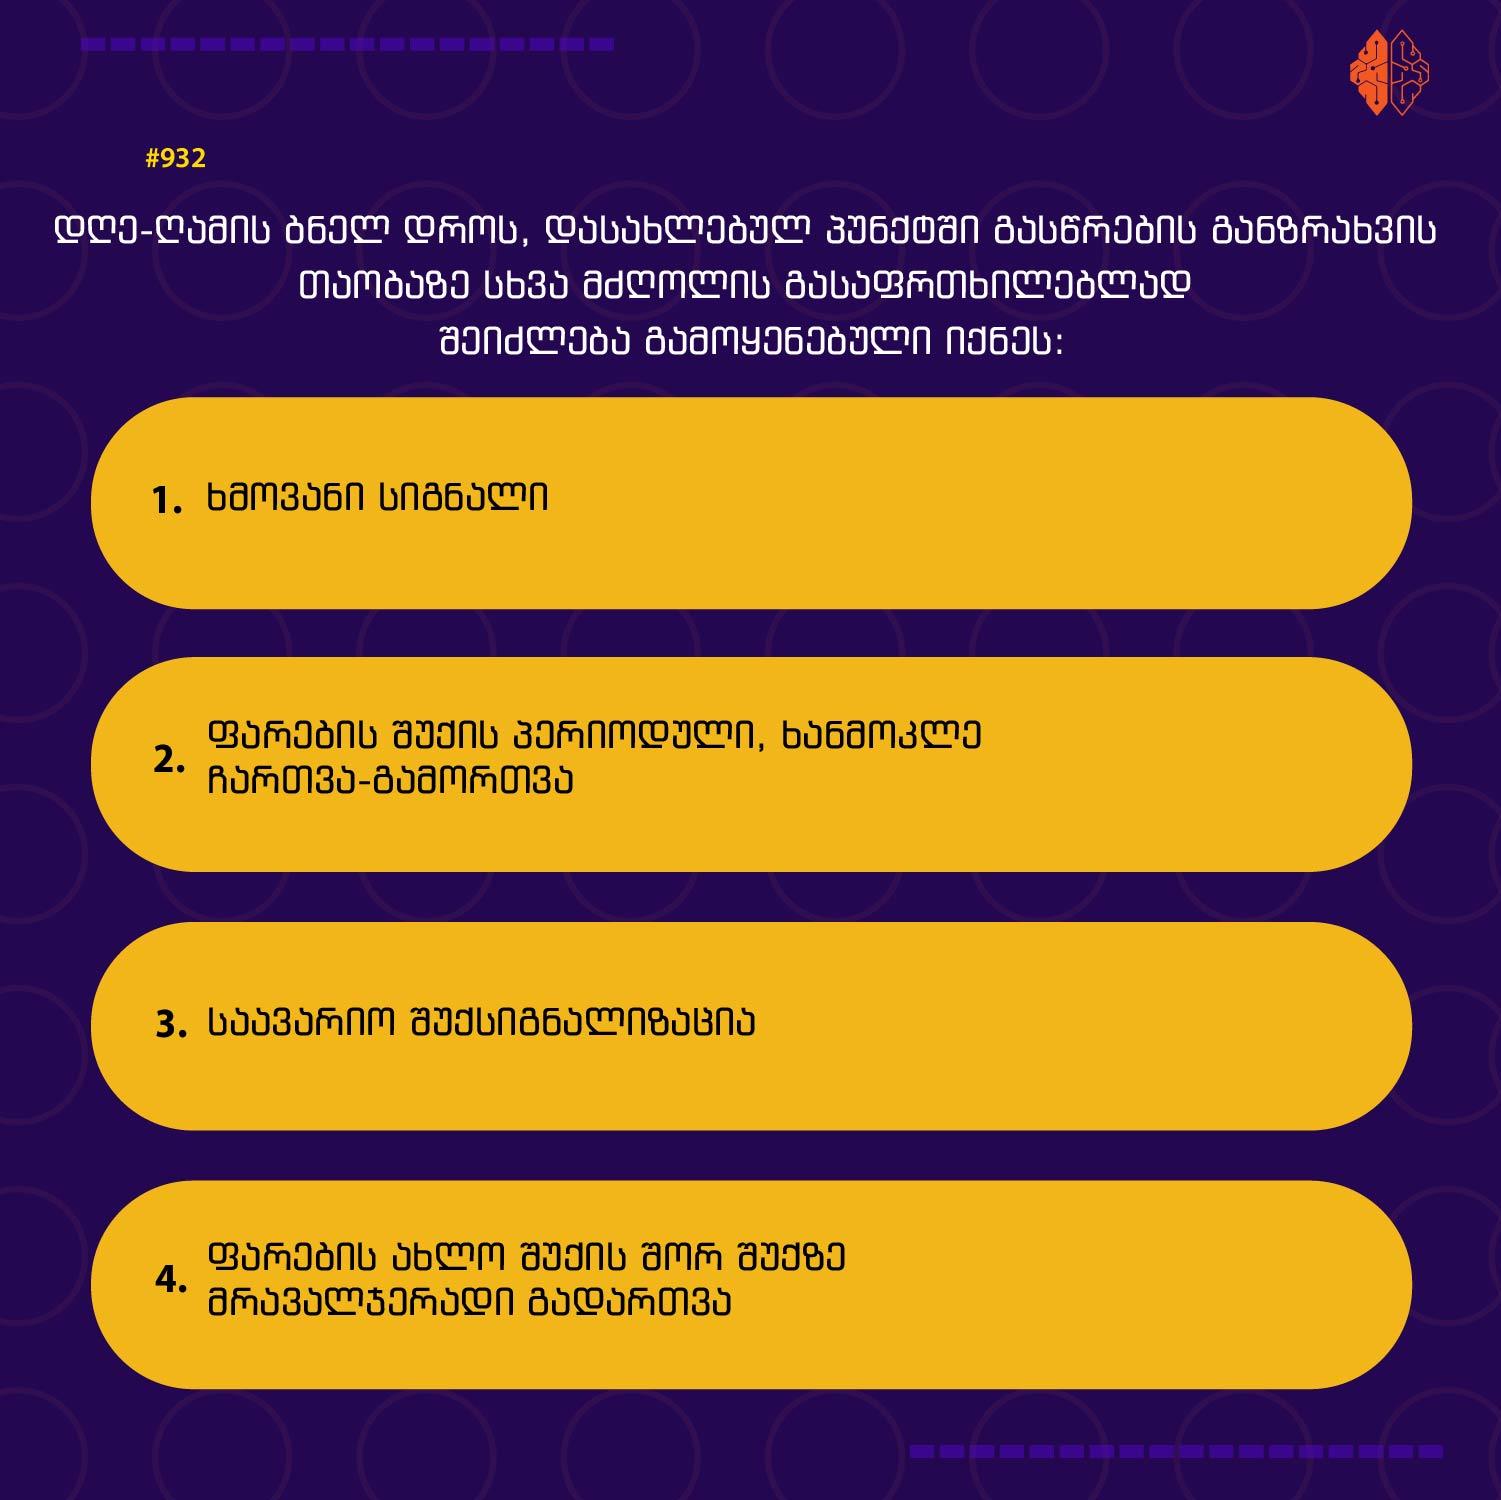 #932
დღე-ღამის ბნელ დროს, დასახლებულ პუნქტში გასწრების განზრახვის
თაობაზე სხვა მძღოლის გასაფრთხილებლად
შეიძლება გამოყენებული იქნეს:
1. ხმოვანი სიგნალი
2. ფარების შუქის პერიოდული, ხანმოკლე
ჩართვა-გამორთვა
3. საავარიო შუქსიგნალიზაცია
4. ფარების ახლო შუქის შორ შუქზე
მრავალჯერადი გადართვა